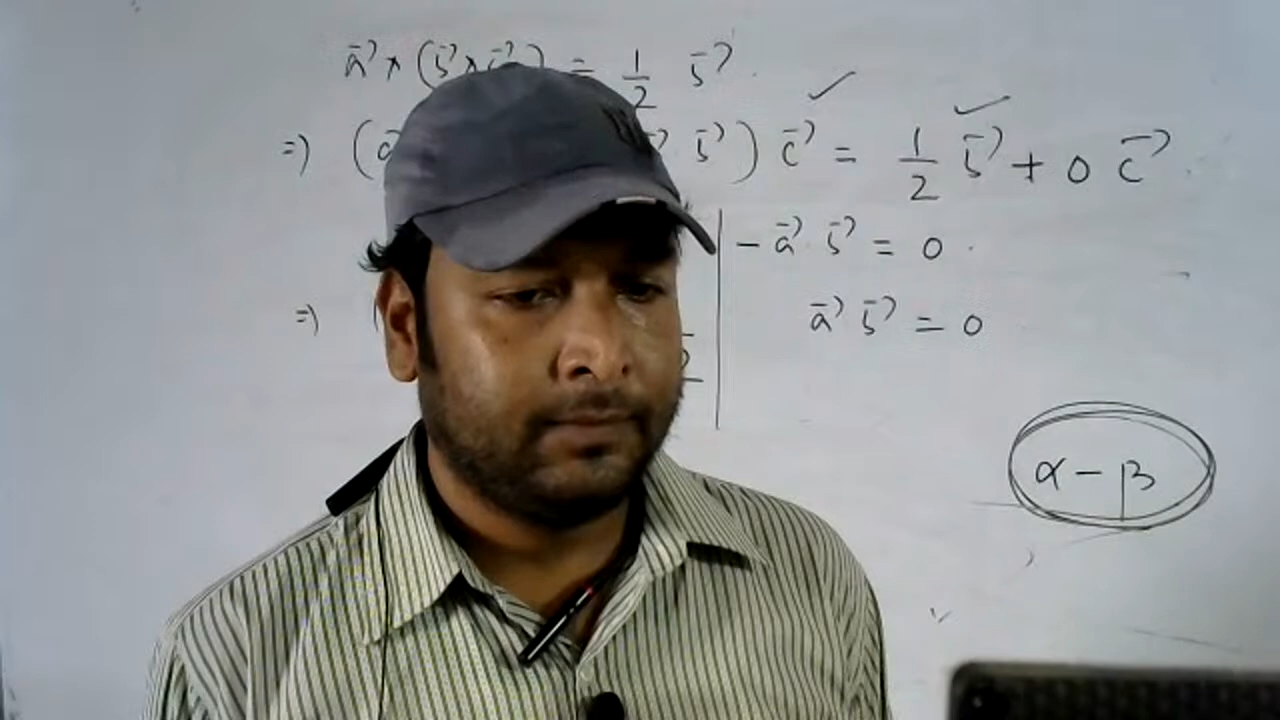 a⃗ × (b⃗ × c⃗) = 1/2 b⃗
⇒ (a⃗ b⃗) c⃗ = 1/2 b⃗ + 0 c⃗
- a⃗ . b⃗ = 0
⇒ a⃗ b⃗ = 0
α - β